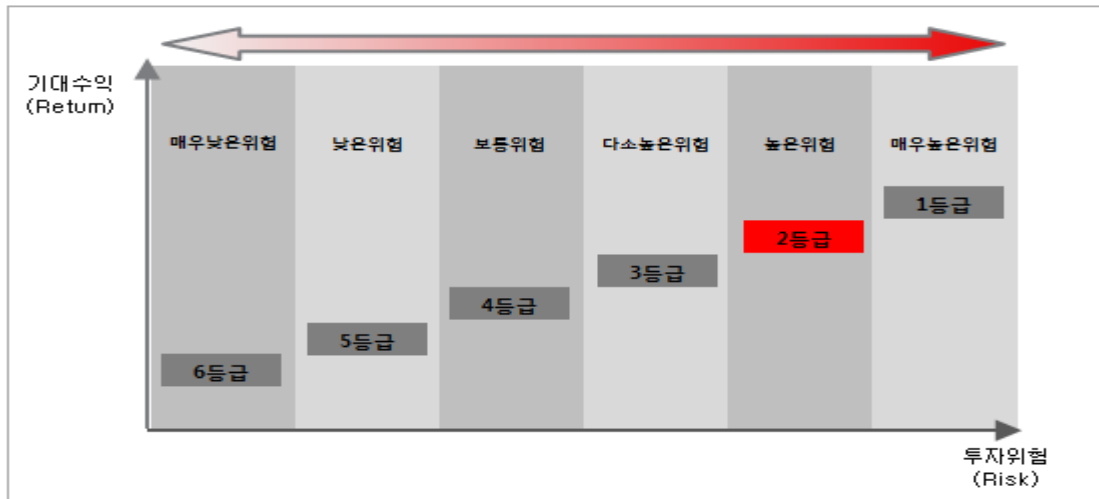 기대수익
(Retum)
매우낮은위험
낮은위험
보통위험
다소높은위험
높은위험
매우높은위험
1등급
2등급
3등급
4등급
5등급
6등급
투자위험
(Risk)